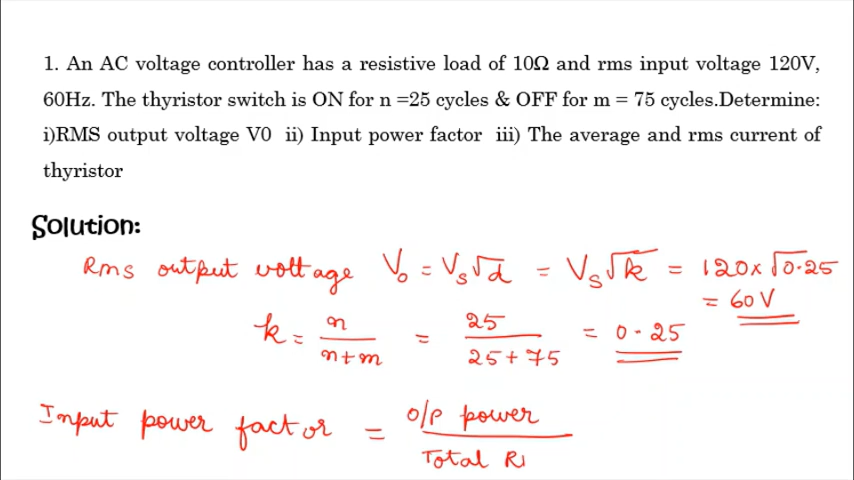 1. An AC voltage controller has a resistive load of 10Ω and rms input voltage 120V,
60Hz. The thyristor switch is ON for n =25 cycles & OFF for m = 75 cycles.Determine:
i)RMS output voltage V0 ii) Input power factor iii) The average and rms current of
thyristor
Solution:
Rms output voltage V₀ = Vₛ√d = Vₛ√k = 120×√0.25
= 60V
k = n/(n+m) = 25/(25+75) = 0.25
Input power factor = O/P power
Total R